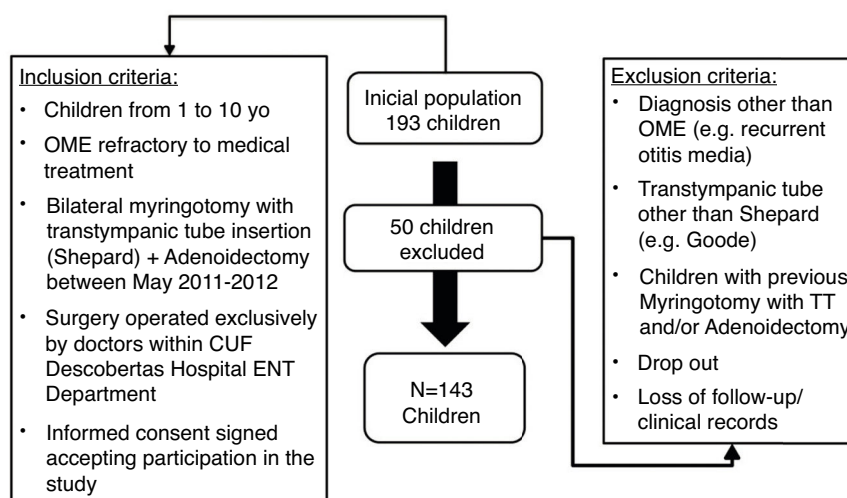 Inclusion criteria:
• Children from 1 to 10 yo
• OME refractory to medical
treatment
• Bilateral myringotomy with
transtympanic tube insertion
(Shepard) + Adenoidectomy
between May 2011-2012
• Surgery operated exclusively
by doctors within CUF
Descobertas Hospital ENT
Department
• Informed consent signed
accepting participation in the
study
Inicial population
193 children
50 children
excluded
N=143
Children
Exclusion criteria:
• Diagnosis other than
OME (e.g. recurrent
otitis media)
• Transtympanic tube
other than Shepard
(e.g. Goode)
• Children with previous
Myringotomy with TT
and/or Adenoidectomy
• Drop out
• Loss of follow-up/
clinical records